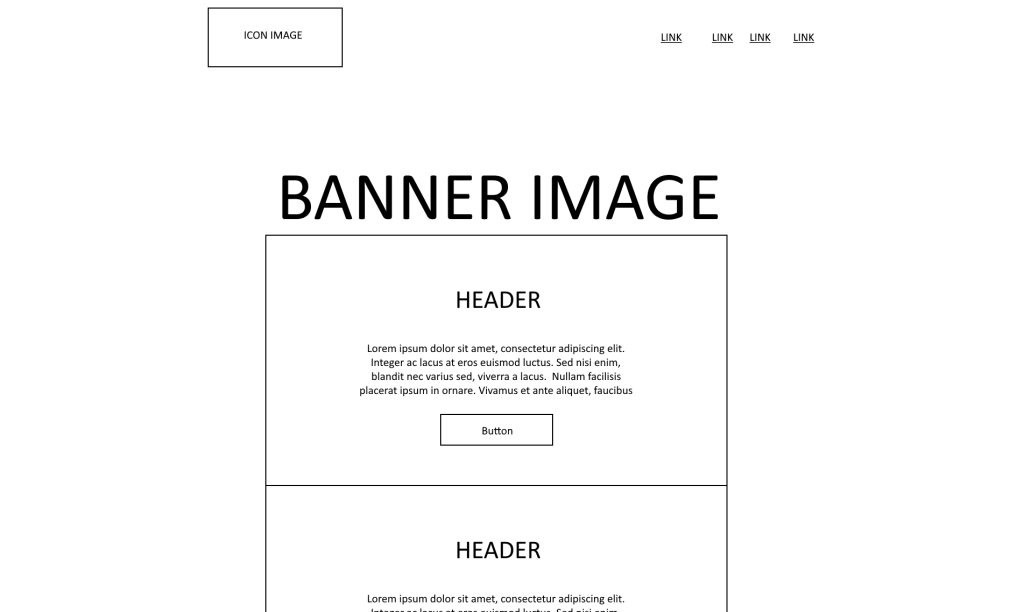 ICON IMAGE
LINK LINK LINK LINK
BANNER IMAGE
HEADER
Lorem ipsum dolor sit amet, consectetur adipiscing elit.
Integer ac lacus at eros euismod luctus. Sed nisi enim,
blandit nec varius sed, viverra a lacus.  Nullam facilisis
placerat ipsum in ornare. Vivamus et ante aliquet, faucibus
Button
HEADER
Lorem ipsum dolor sit amet, consectetur adipiscing elit.